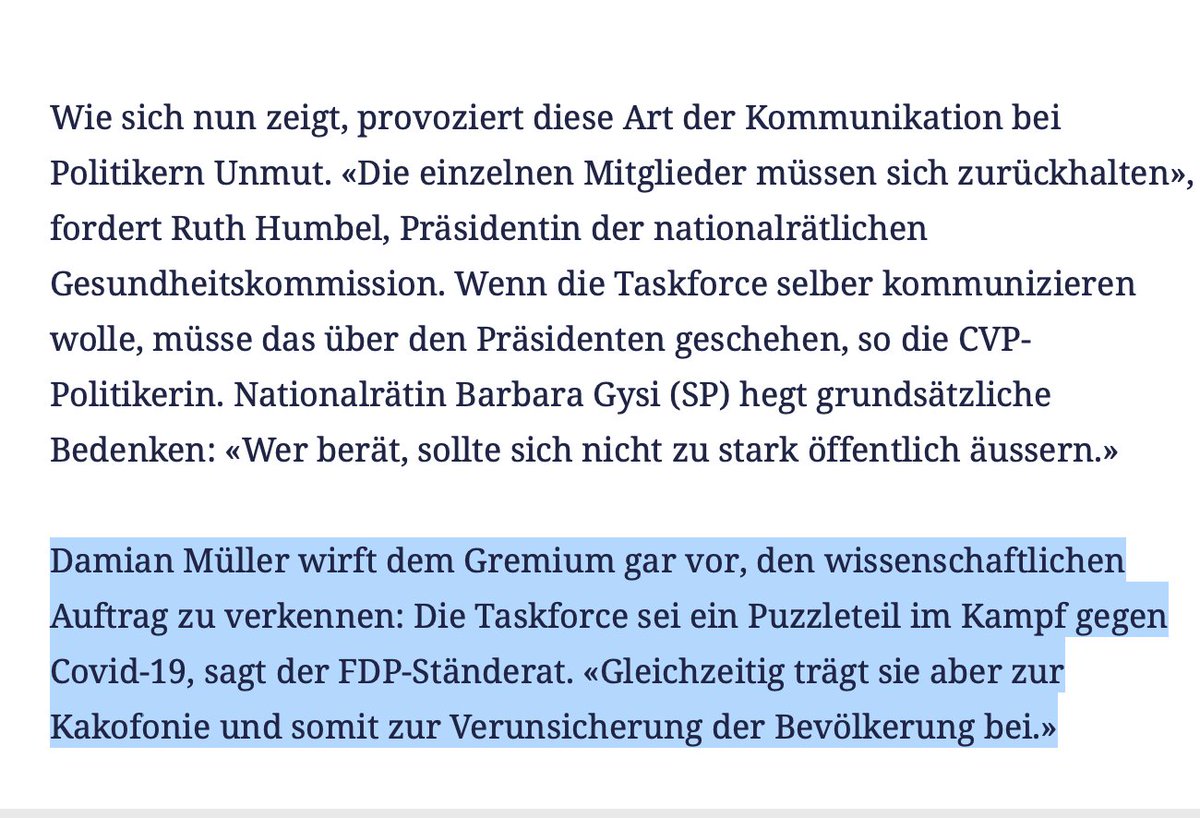 Wie sich nun zeigt, provoziert diese Art der Kommunikation bei
Politikern Unmut. «Die einzelnen Mitglieder müssen sich zurückhalten»,
fordert Ruth Humbel, Präsidentin der nationalrätlichen
Gesundheitskommission. Wenn die Taskforce selber kommunizieren
wolle, müsse das über den Präsidenten geschehen, so die CVP-
Politikerin. Nationalrätin Barbara Gysi (SP) hegt grundsätzliche
Bedenken: «Wer berät, sollte sich nicht zu stark öffentlich äussern.»
Damian Müller wirft dem Gremium gar vor, den wissenschaftlichen
Auftrag zu verkennen: Die Taskforce sei ein Puzzleteil im Kampf gegen
Covid-19, sagt der FDP-Ständerat. «Gleichzeitig trägt sie aber zur
Kakofonie und somit zur Verunsicherung der Bevölkerung bei.»